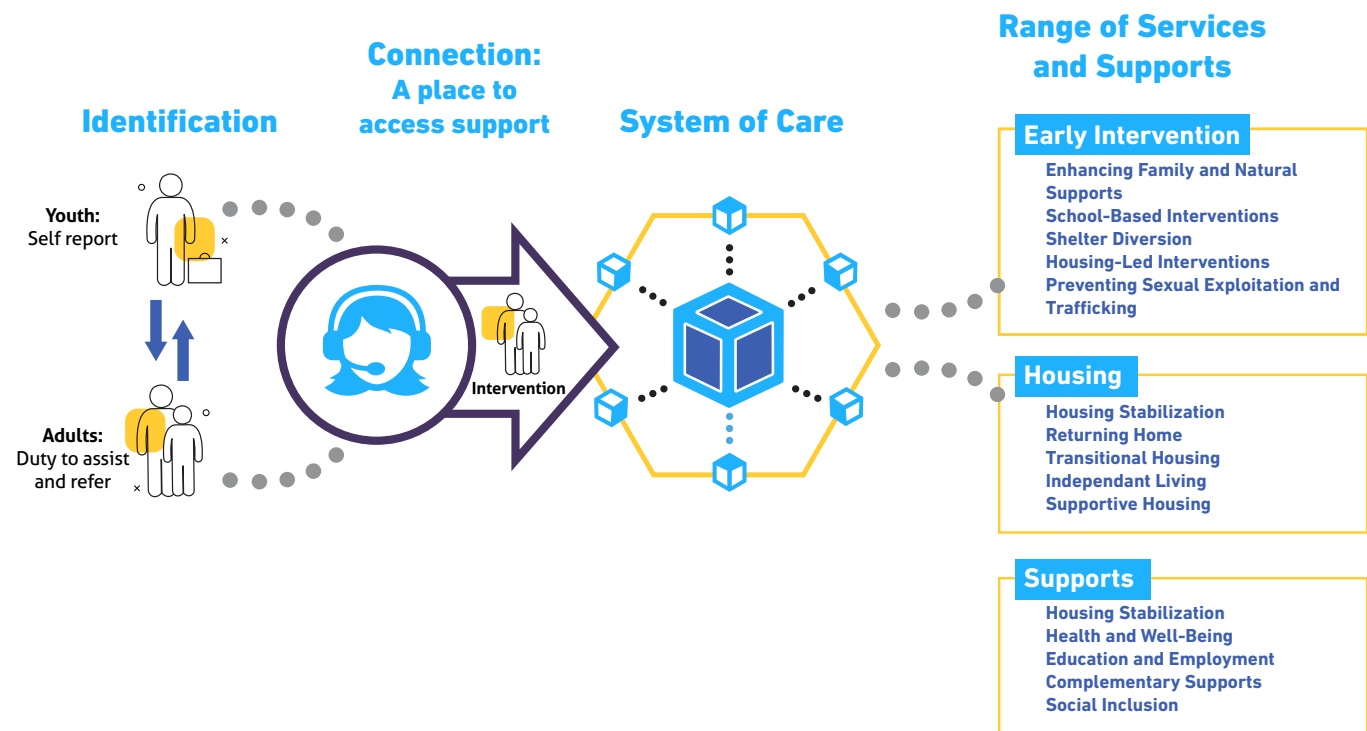 Identification
Youth:
Self report
Adults:
Duty to assist
and refer
Connection:
A place to
access support
Intervention
System of Care
Range of Services
and Supports
Early Intervention
Enhancing Family and Natural
Supports
School-Based Interventions
Shelter Diversion
Housing-Led Interventions
Preventing Sexual Exploitation and
Trafficking
Housing
Housing Stabilization
Returning Home
Transitional Housing
Independant Living
Supportive Housing
Supports
Housing Stabilization
Health and Well-Being
Education and Employment
Complementary Supports
Social Inclusion